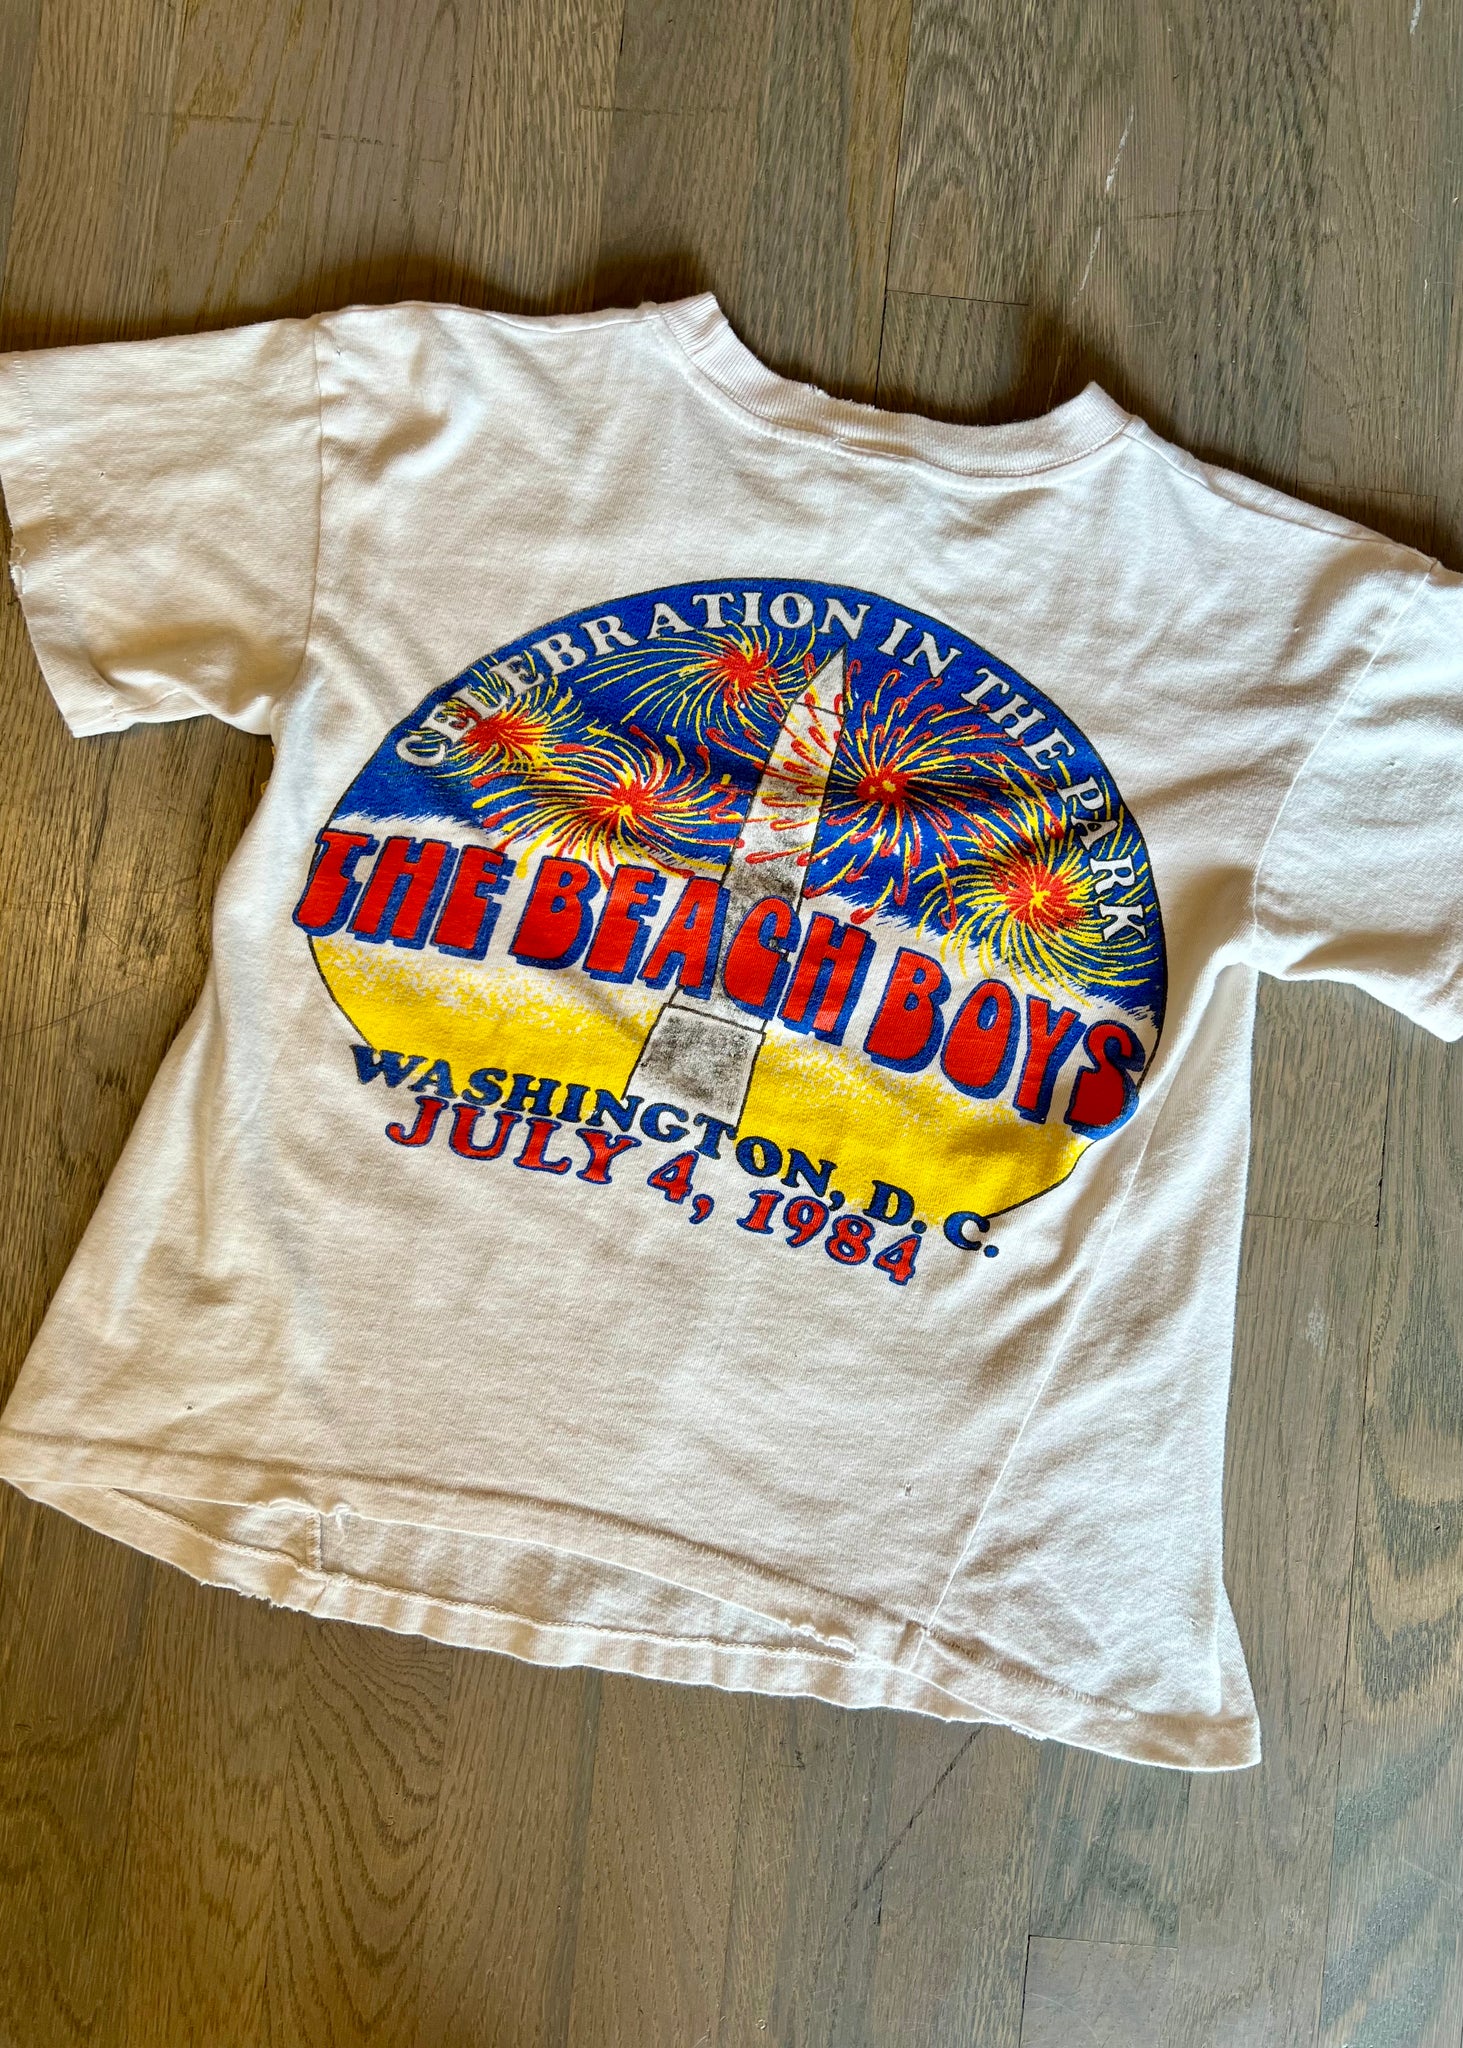 CELEBRATION IN THE PARK
THE BEACH BOYS
WASHINGTON, D.C.
JULY 4, 1984